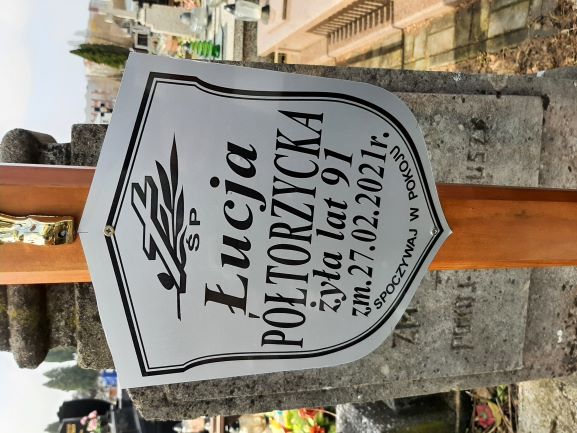 ŚP
Łucja
PÓŁTORZYCKA
żyła lat 91
zm.27.02.2021r.
SPOCZYWAJ W POKOJU